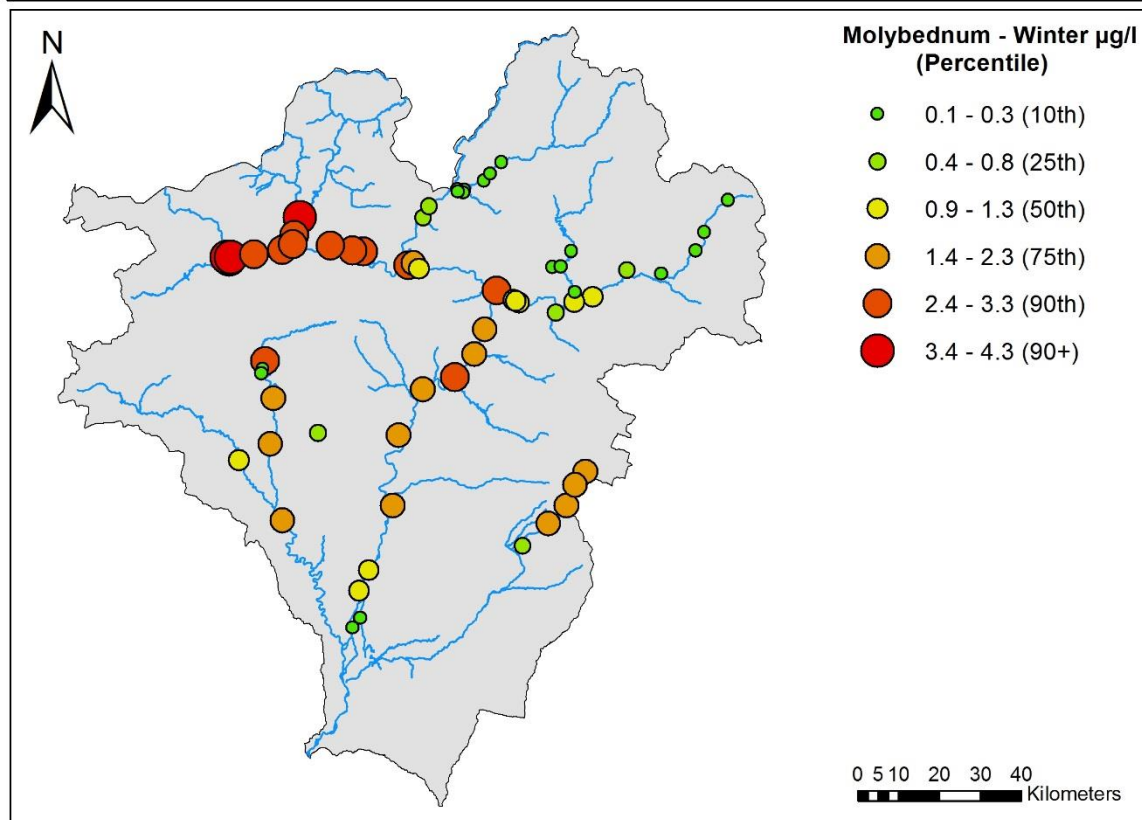 N
Molybednum - Winter µg/l
(Percentile)
0.1 - 0.3 (10th)
0.4 - 0.8 (25th)
0.9 - 1.3 (50th)
1.4 - 2.3 (75th)
2.4 - 3.3 (90th)
3.4 - 4.3 (90+)
0 5 10 20 30 40
Kilometers